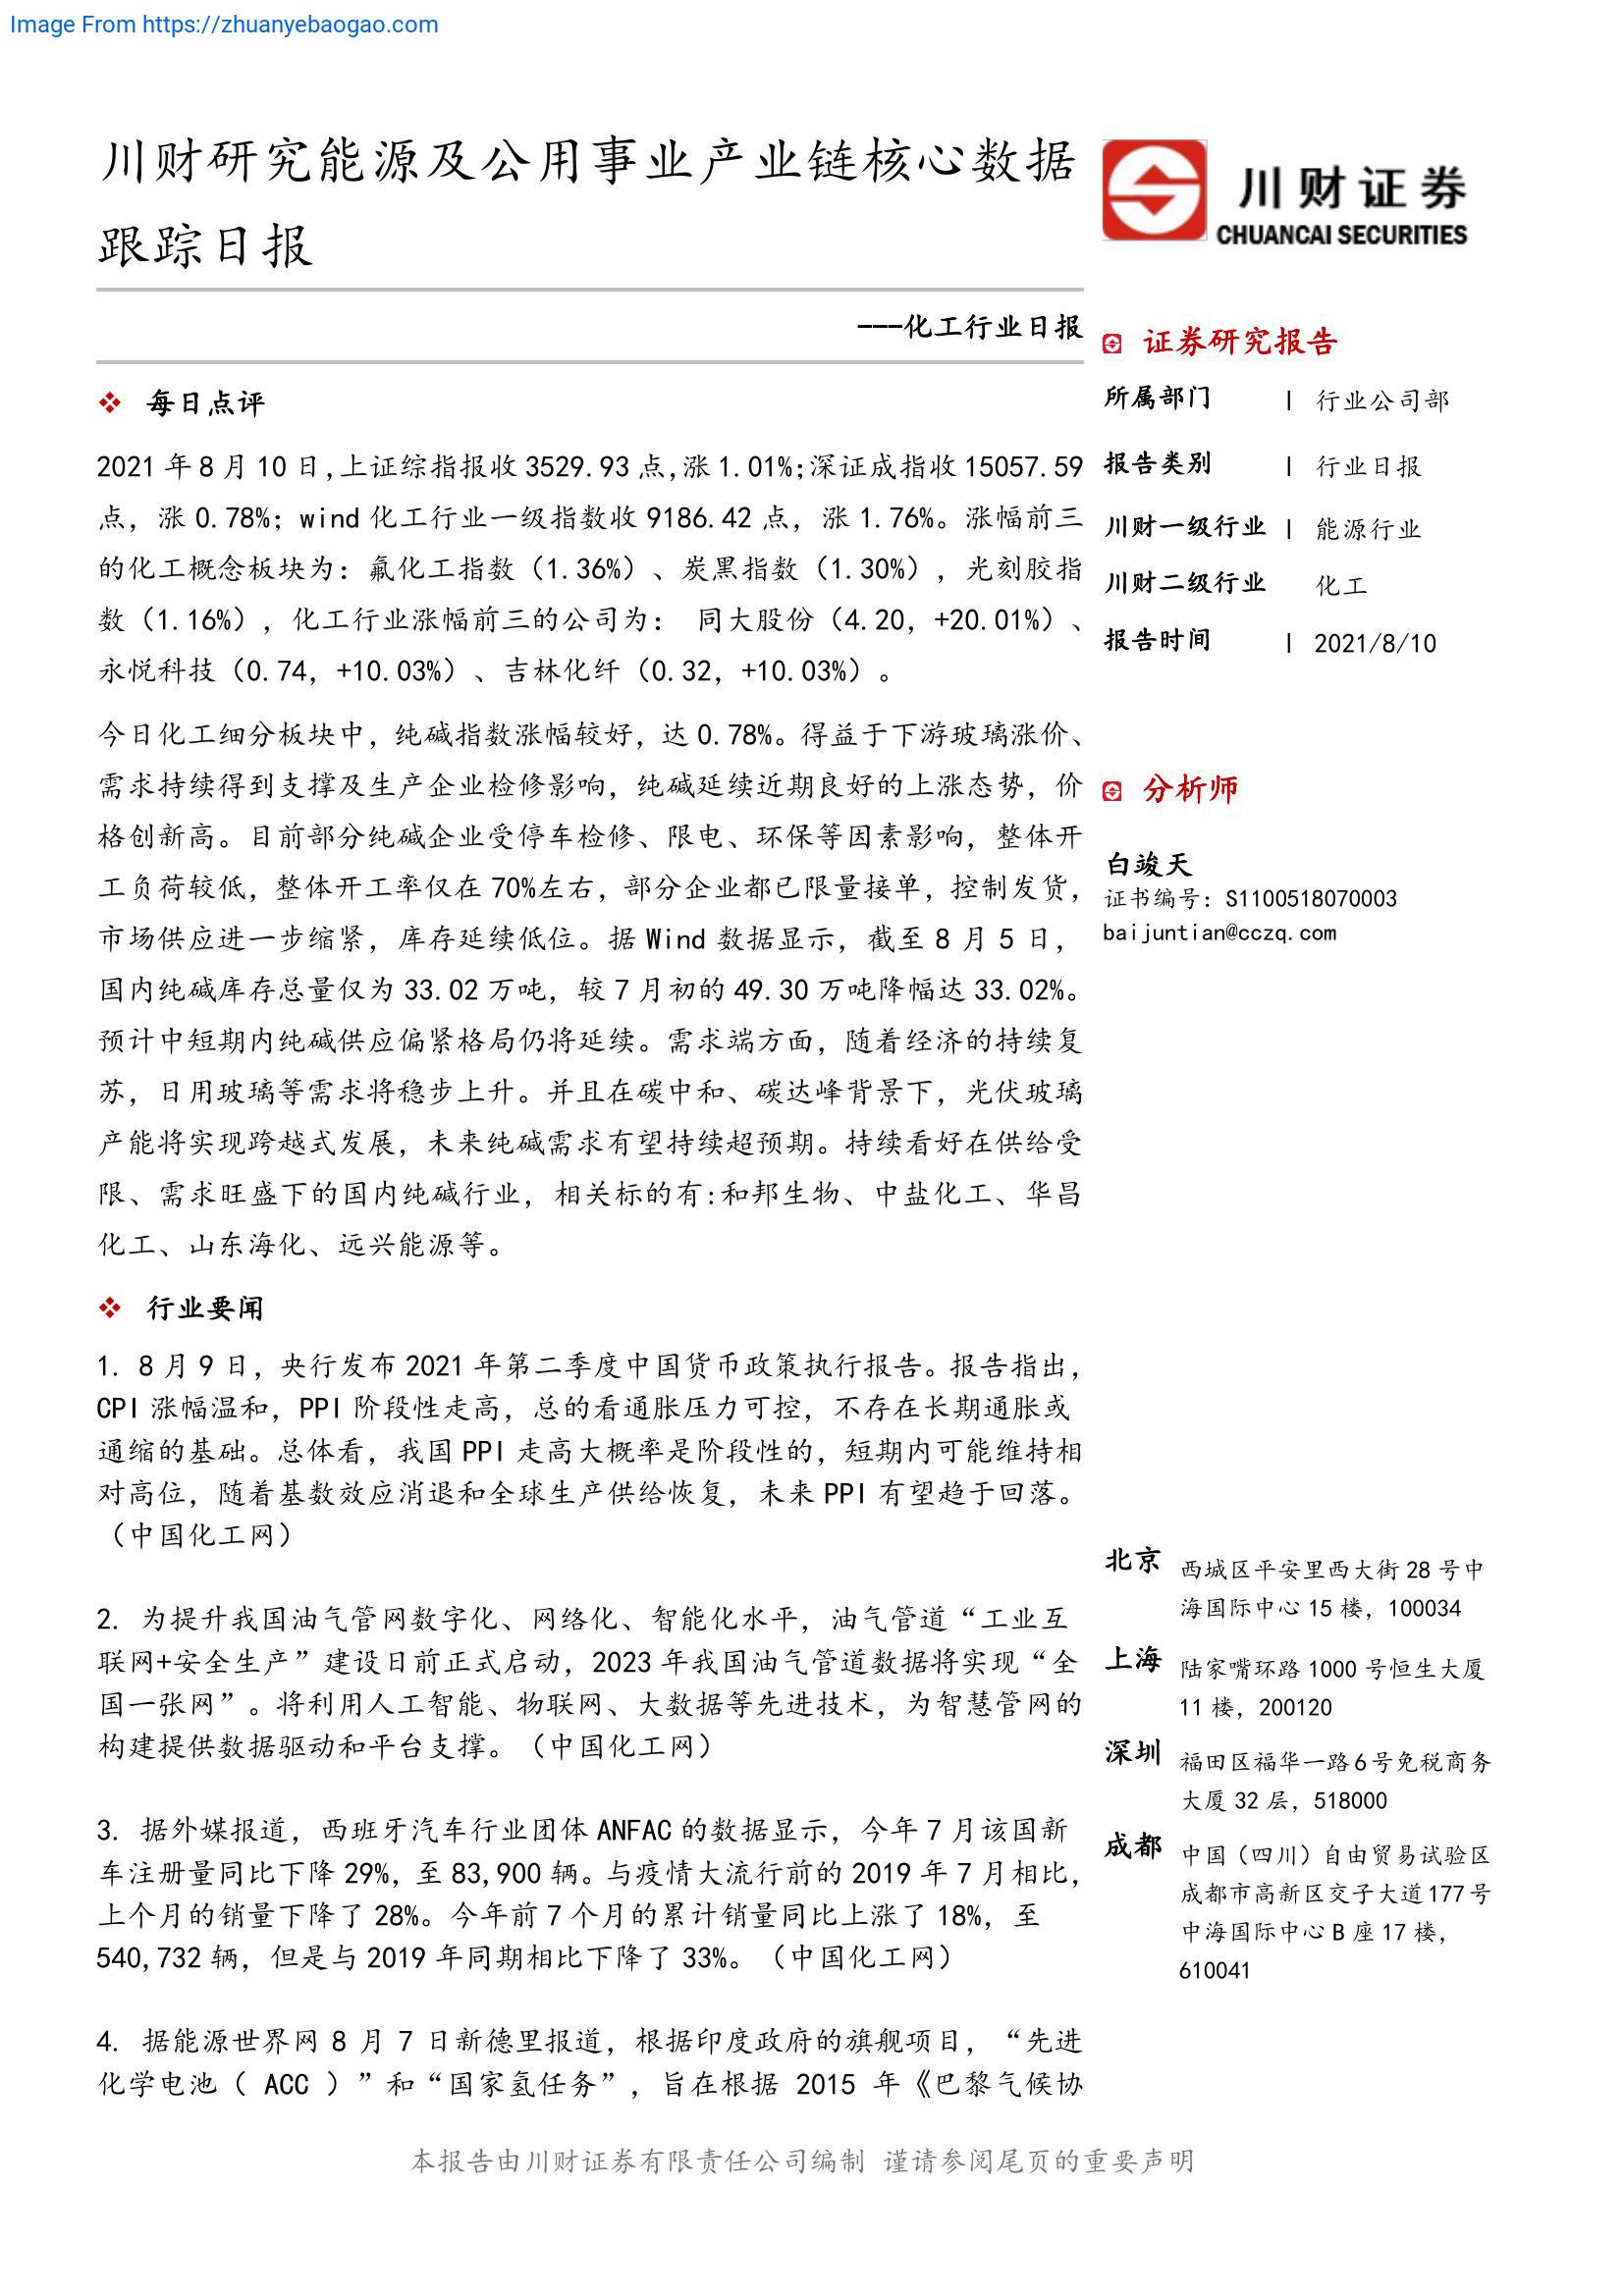 Image From https://zhuanyebaogao.com
川财研究能源及公用事业产业链核心数据
跟踪日报
---化工行业日报
每日点评
2021 年 8 月 10 日，上证综指报收 3529.93 点，涨 1.01%；深证成指收 15057.59
点，涨 0.78%；wind 化工行业一级指数收 9186.42 点，涨 1.76%。涨幅前三
的化工概念板块为：氟化工指数（1.36%）、炭黑指数（1.30%），光刻胶指
数（1.16%），化工行业涨幅前三的公司为： 同大股份（4.20，+20.01%）、
永悦科技（0.74，+10.03%）、吉林化纤（0.32，+10.03%）。
今日化工细分板块中，纯碱指数涨幅较好，达 0.78%。得益于下游玻璃涨价、
需求持续得到支撑及生产企业检修影响，纯碱延续近期良好的上涨态势，价
格创新高。目前部分纯碱企业受停车检修、限电、环保等因素影响，整体开
工负荷较低，整体开工率仅在 70%左右，部分企业都已限量接单，控制发货，
市场供应进一步缩紧，库存延续低位。据 Wind 数据显示，截至 8 月 5 日，
国内纯碱库存总量仅为 33.02 万吨，较 7 月初的 49.30 万吨降幅达 33.02%。
预计中短期内纯碱供应偏紧格局仍将延续。需求端方面，随着经济的持续复
苏，日用玻璃等需求将稳步上升。并且在碳中和、碳达峰背景下，光伏玻璃
产能将实现跨越式发展，未来纯碱需求有望持续超预期。持续看好在供给受
限、需求旺盛下的国内纯碱行业，相关标的有:和邦生物、中盐化工、华昌
化工、山东海化、远兴能源等。
行业要闻
1. 8 月 9 日，央行发布 2021 年第二季度中国货币政策执行报告。报告指出，
CPI 涨幅温和，PPI 阶段性走高，总的看通胀压力可控，不存在长期通胀或
通缩的基础。总体看，我国 PPI 走高大概率是阶段性的，短期内可能维持相
对高位，随着基数效应消退和全球生产供给恢复，未来 PPI 有望趋于回落。
（中国化工网）
2. 为提升我国油气管网数字化、网络化、智能化水平，油气管道“工业互
联网+安全生产”建设日前正式启动，2023 年我国油气管道数据将实现“全
国一张网”。将利用人工智能、物联网、大数据等先进技术，为智慧管网的
构建提供数据驱动和平台支撑。（中国化工网）
3. 据外媒报道，西班牙汽车行业团体 ANFAC 的数据显示，今年 7 月该国新
车注册量同比下降 29%，至 83,900 辆。与疫情大流行前的 2019 年 7 月相比，
上个月的销量下降了 28%。今年前 7 个月的累计销量同比上涨了 18%，至
540,732 辆，但是与 2019 年同期相比下降了 33%。（中国化工网）
4. 据能源世界网 8 月 7 日新德里报道，根据印度政府的旗舰项目，“先进
化学电池（ ACC ）”和“国家氢任务”，旨在根据 2015 年《巴黎气候协
川财证券
CHUANCAI SECURITIES
证券研究报告
所属部门 | 行业公司部
报告类别 | 行业日报
川财一级行业 | 能源行业
川财二级行业 化工
报告时间 | 2021/8/10
分析师
白竣天
证书编号：S1100518070003
baijuntian@cczq.com
北京 西城区平安里西大街 28 号中
海国际中心 15 楼，100034
上海 陆家嘴环路 1000 号恒生大厦
11 楼，200120
深圳 福田区福华一路 6 号免税商务
大厦 32 层，518000
成都 中国（四川）自由贸易试验区
成都市高新区交子大道 177 号
中海国际中心 B 座 17 楼，
610041
本报告由川财证券有限责任公司编制 谨请参阅尾页的重要声明